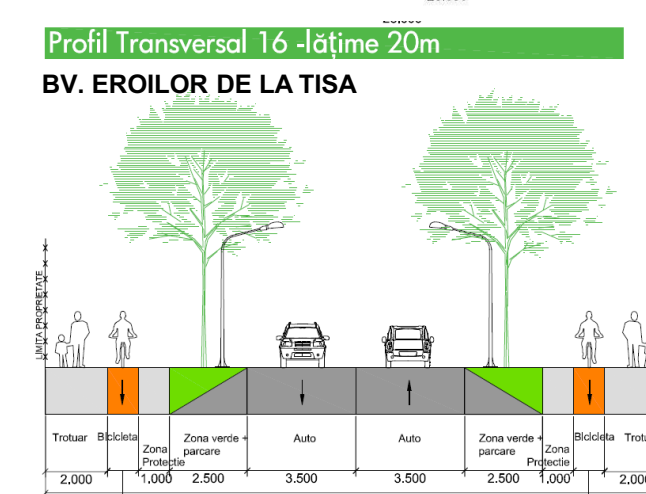 Profil Transversal 16 -lățime 20m
BV. EROILOR DE LA TISA
LIMITA PROPRIETATE
Trotuar Bicicleta Zona Protectie Zona verde + parcare Auto Auto Zona verde + parcare Zona Protectie Bicicleta
2,000 1,000 2.500 3.500 3.500 2.500 1,000